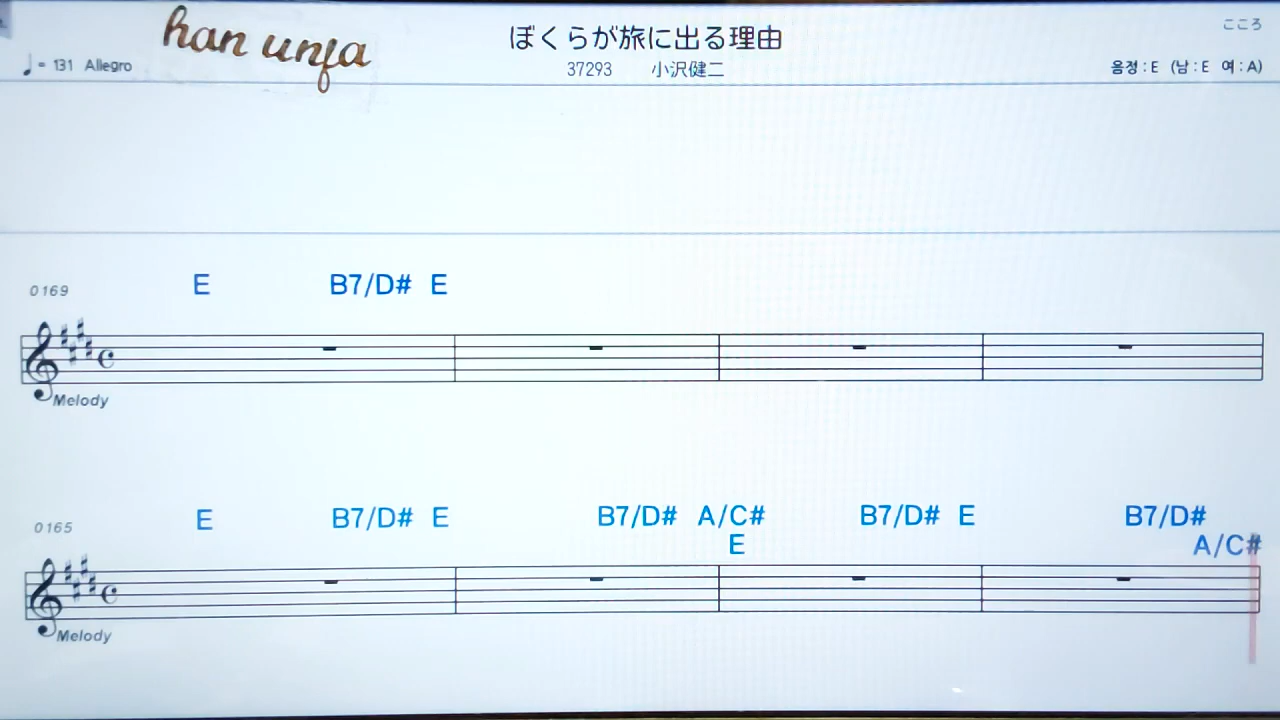 han unja
ぼくらが旅に出る理由
こころ
♩= 131 Allegro
37293 小沢健二
음정 : E (남 : E 여 : A)
0169 E B7/D# E
Melody
0165 E B7/D# E B7/D# A/C# B7/D# E B7/D#
E A/C#
Melody